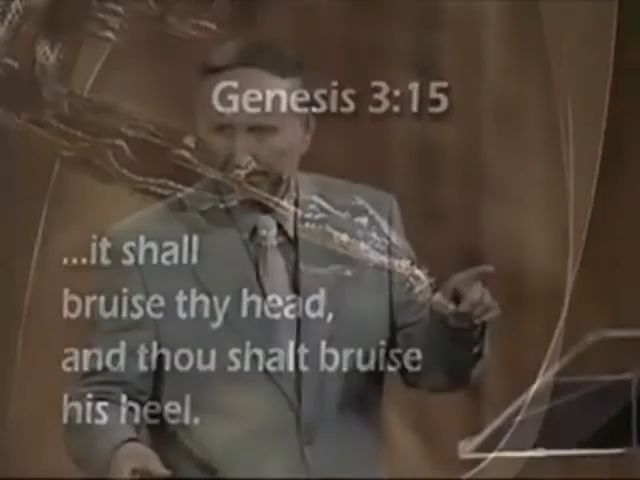 Genesis 3:15
...it shall
bruise thy head,
and thou shalt bruise
his heel.